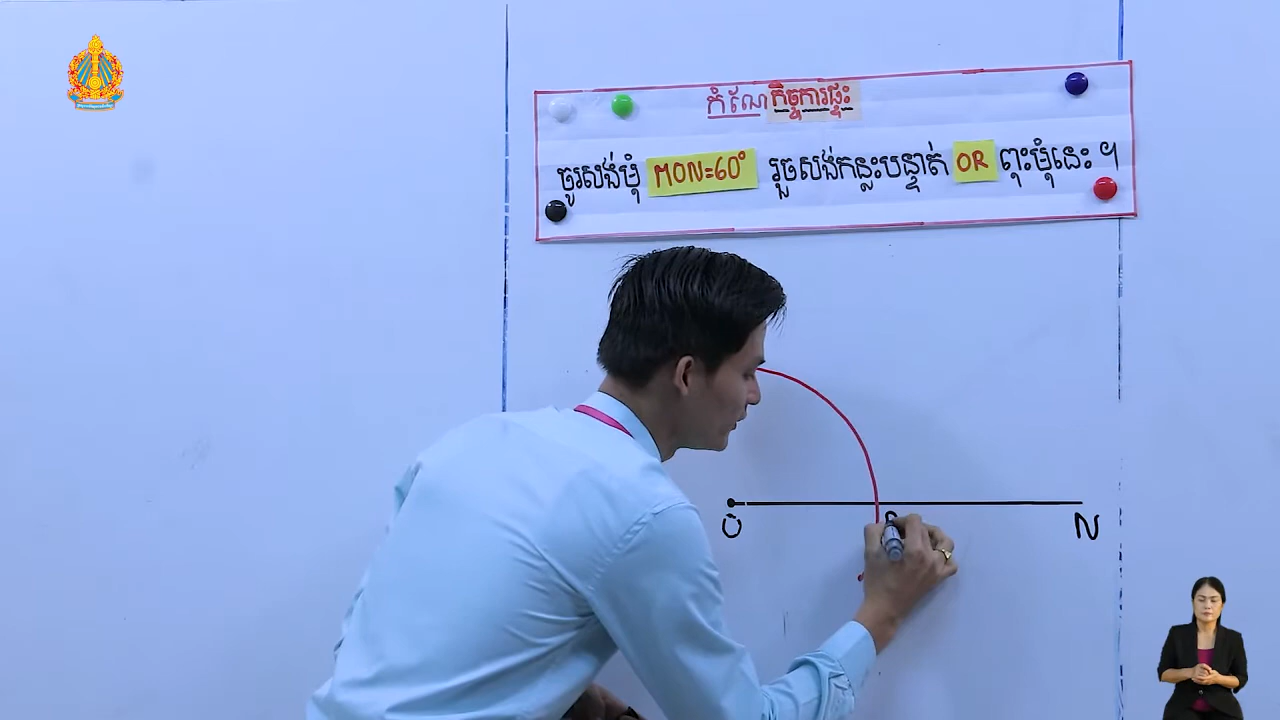 កំណែកិច្ចការផ្ទះ
ចូរសង់មុំ MON=60° រួចសង់កន្លះបន្ទាត់ OR ពុះមុំនេះ ។
O
N